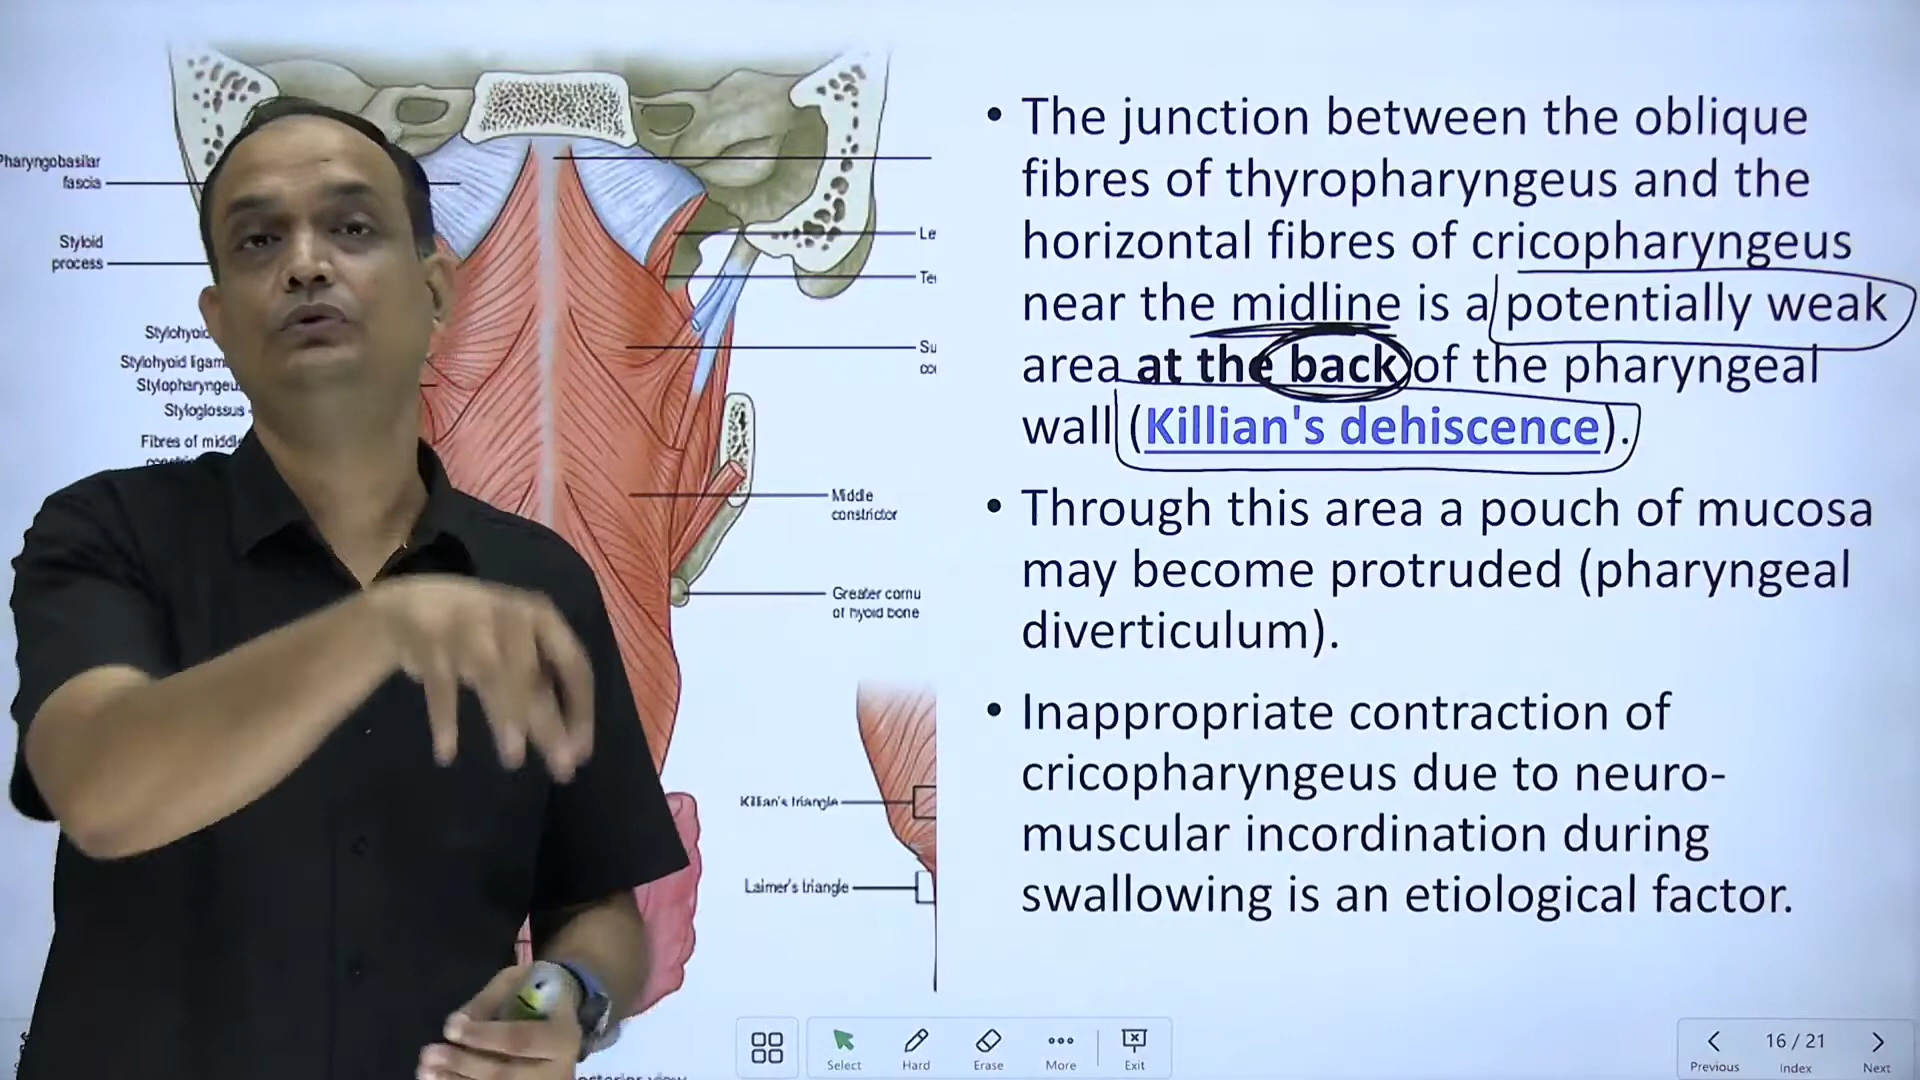 Pharyngobasilar
fascia
Styloid
process
Stylohyoid
Stylohyoid ligam
Stylopharyngeu
Styloglossus
Fibres of middl
Le
Te
Su
co
Middle
constrictor
Greater cornu
of hyoid bone
Killian's triangle
Laimer's triangle
• The junction between the oblique
fibres of thyropharyngeus and the
horizontal fibres of cricopharyngeus
near the midline is a potentially weak
area at the back of the pharyngeal
wall (Killian's dehiscence).
• Through this area a pouch of mucosa
may become protruded (pharyngeal
diverticulum).
• Inappropriate contraction of
cricopharyngeus due to neuro-
muscular incordination during
swallowing is an etiological factor.
Select
Hard
Erase
More
Exit
16 / 21
Previous
Index
Next